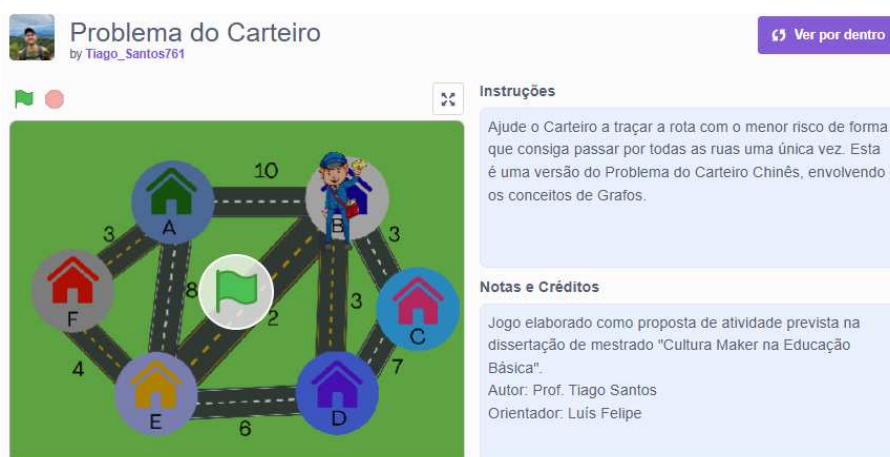 Problema do Carteiro
by Tiago_Santos761
Ver por dentro
Instruções
Ajude o Carteiro a traçar a rota com o menor risco de forma
que consiga passar por todas as ruas uma única vez. Esta
é uma versão do Problema do Carteiro Chinês, envolvendo
os conceitos de Grafos.
Notas e Créditos
Jogo elaborado como proposta de atividade prevista na
dissertação de mestrado "Cultura Maker na Educação
Básica".
Autor: Prof. Tiago Santos
Orientador: Luís Felipe
10
A
B
3
3
F
8
2
3
C
4
7
E
D
6